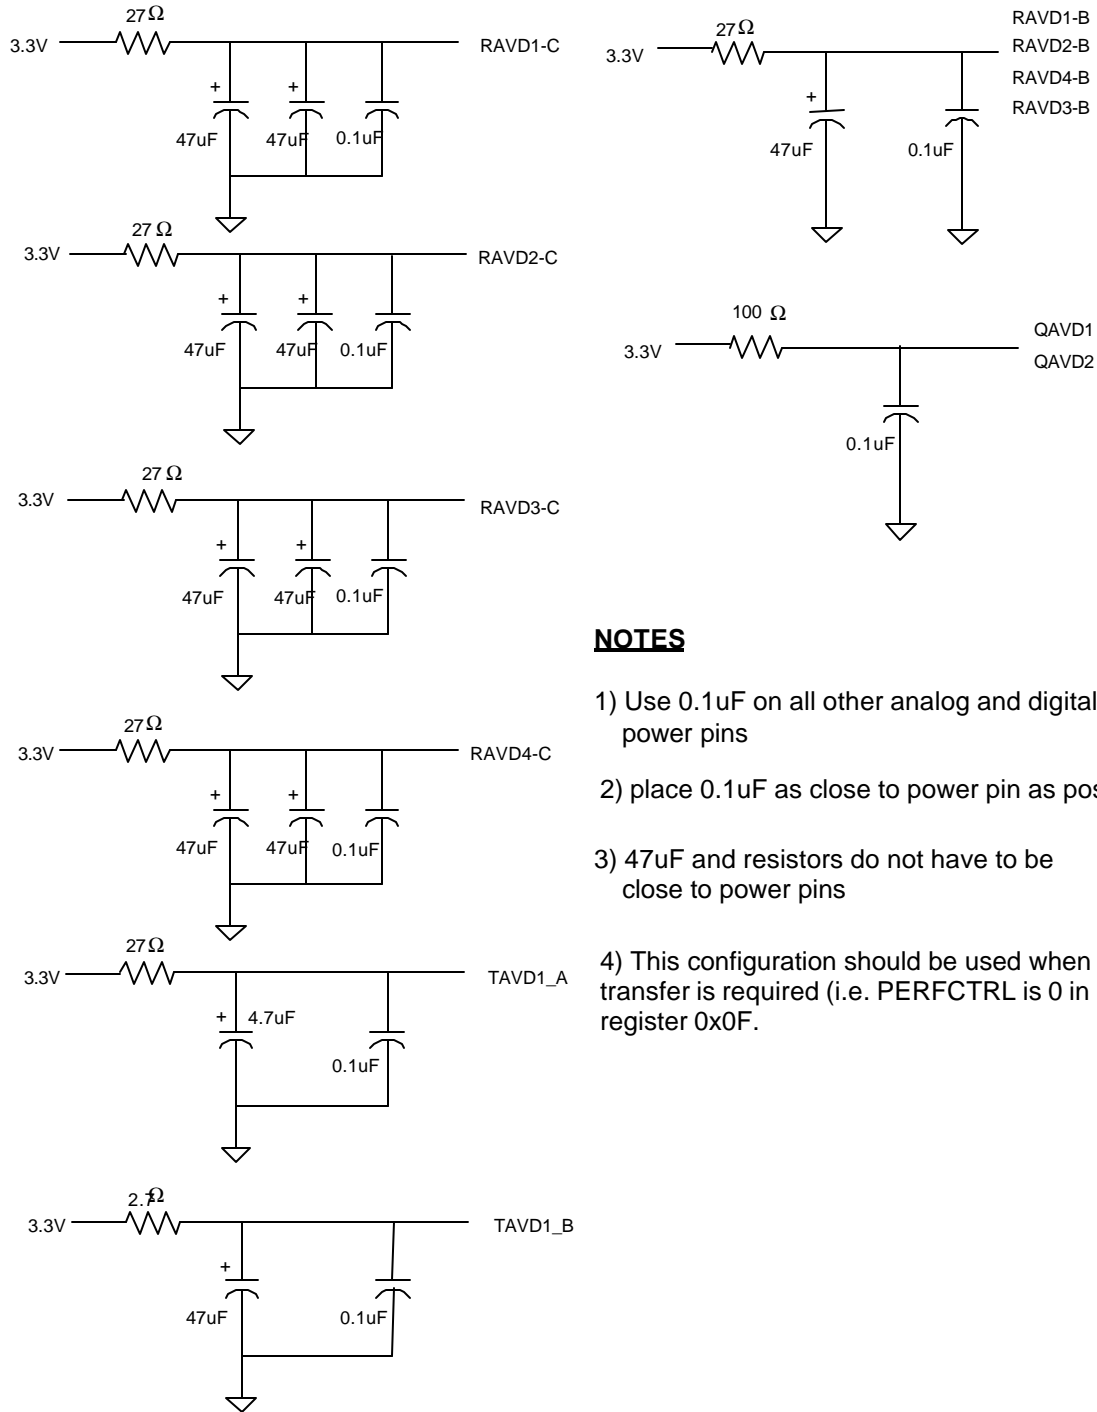 27Ω
3.3V
RAVD1-C
+
+
47uF
47uF
0.1uF
27 Ω
3.3V
RAVD2-C
+
+
47uF
47uF
0.1uF
27 Ω
3.3V
RAVD3-C
+
+
47uF
47uF
0.1uF
27Ω
3.3V
RAVD4-C
+
+
47uF
47uF
0.1uF
27Ω
3.3V
TAVD1_A
+
4.7uF
0.1uF
2.7Ω
3.3V
TAVD1_B
+
47uF
0.1uF
27Ω
3.3V
RAVD1-B
RAVD2-B
RAVD4-B
RAVD3-B
+
47uF
0.1uF
100 Ω
3.3V
QAVD1
QAVD2
0.1uF
NOTES
1) Use 0.1uF on all other analog and digital
power pins
2) place 0.1uF as close to power pin as
3) 47uF and resistors do not have to be
close to power pins
4) This configuration should be used when
transfer is required (i.e. PERFCTRL is 0 in
register 0x0F.